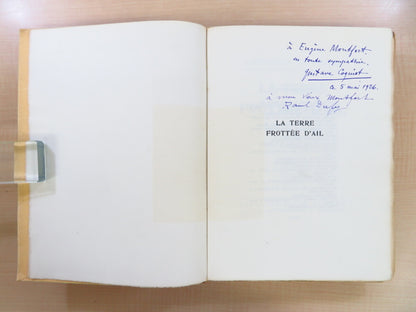 à Eugène Montfort
en toute sympathie,
Gustave Coquiot
ce 5 mai 1926.
à mon vieux Montfort
Raoul Dufy
LA TERRE
FROTTÉE D'AIL